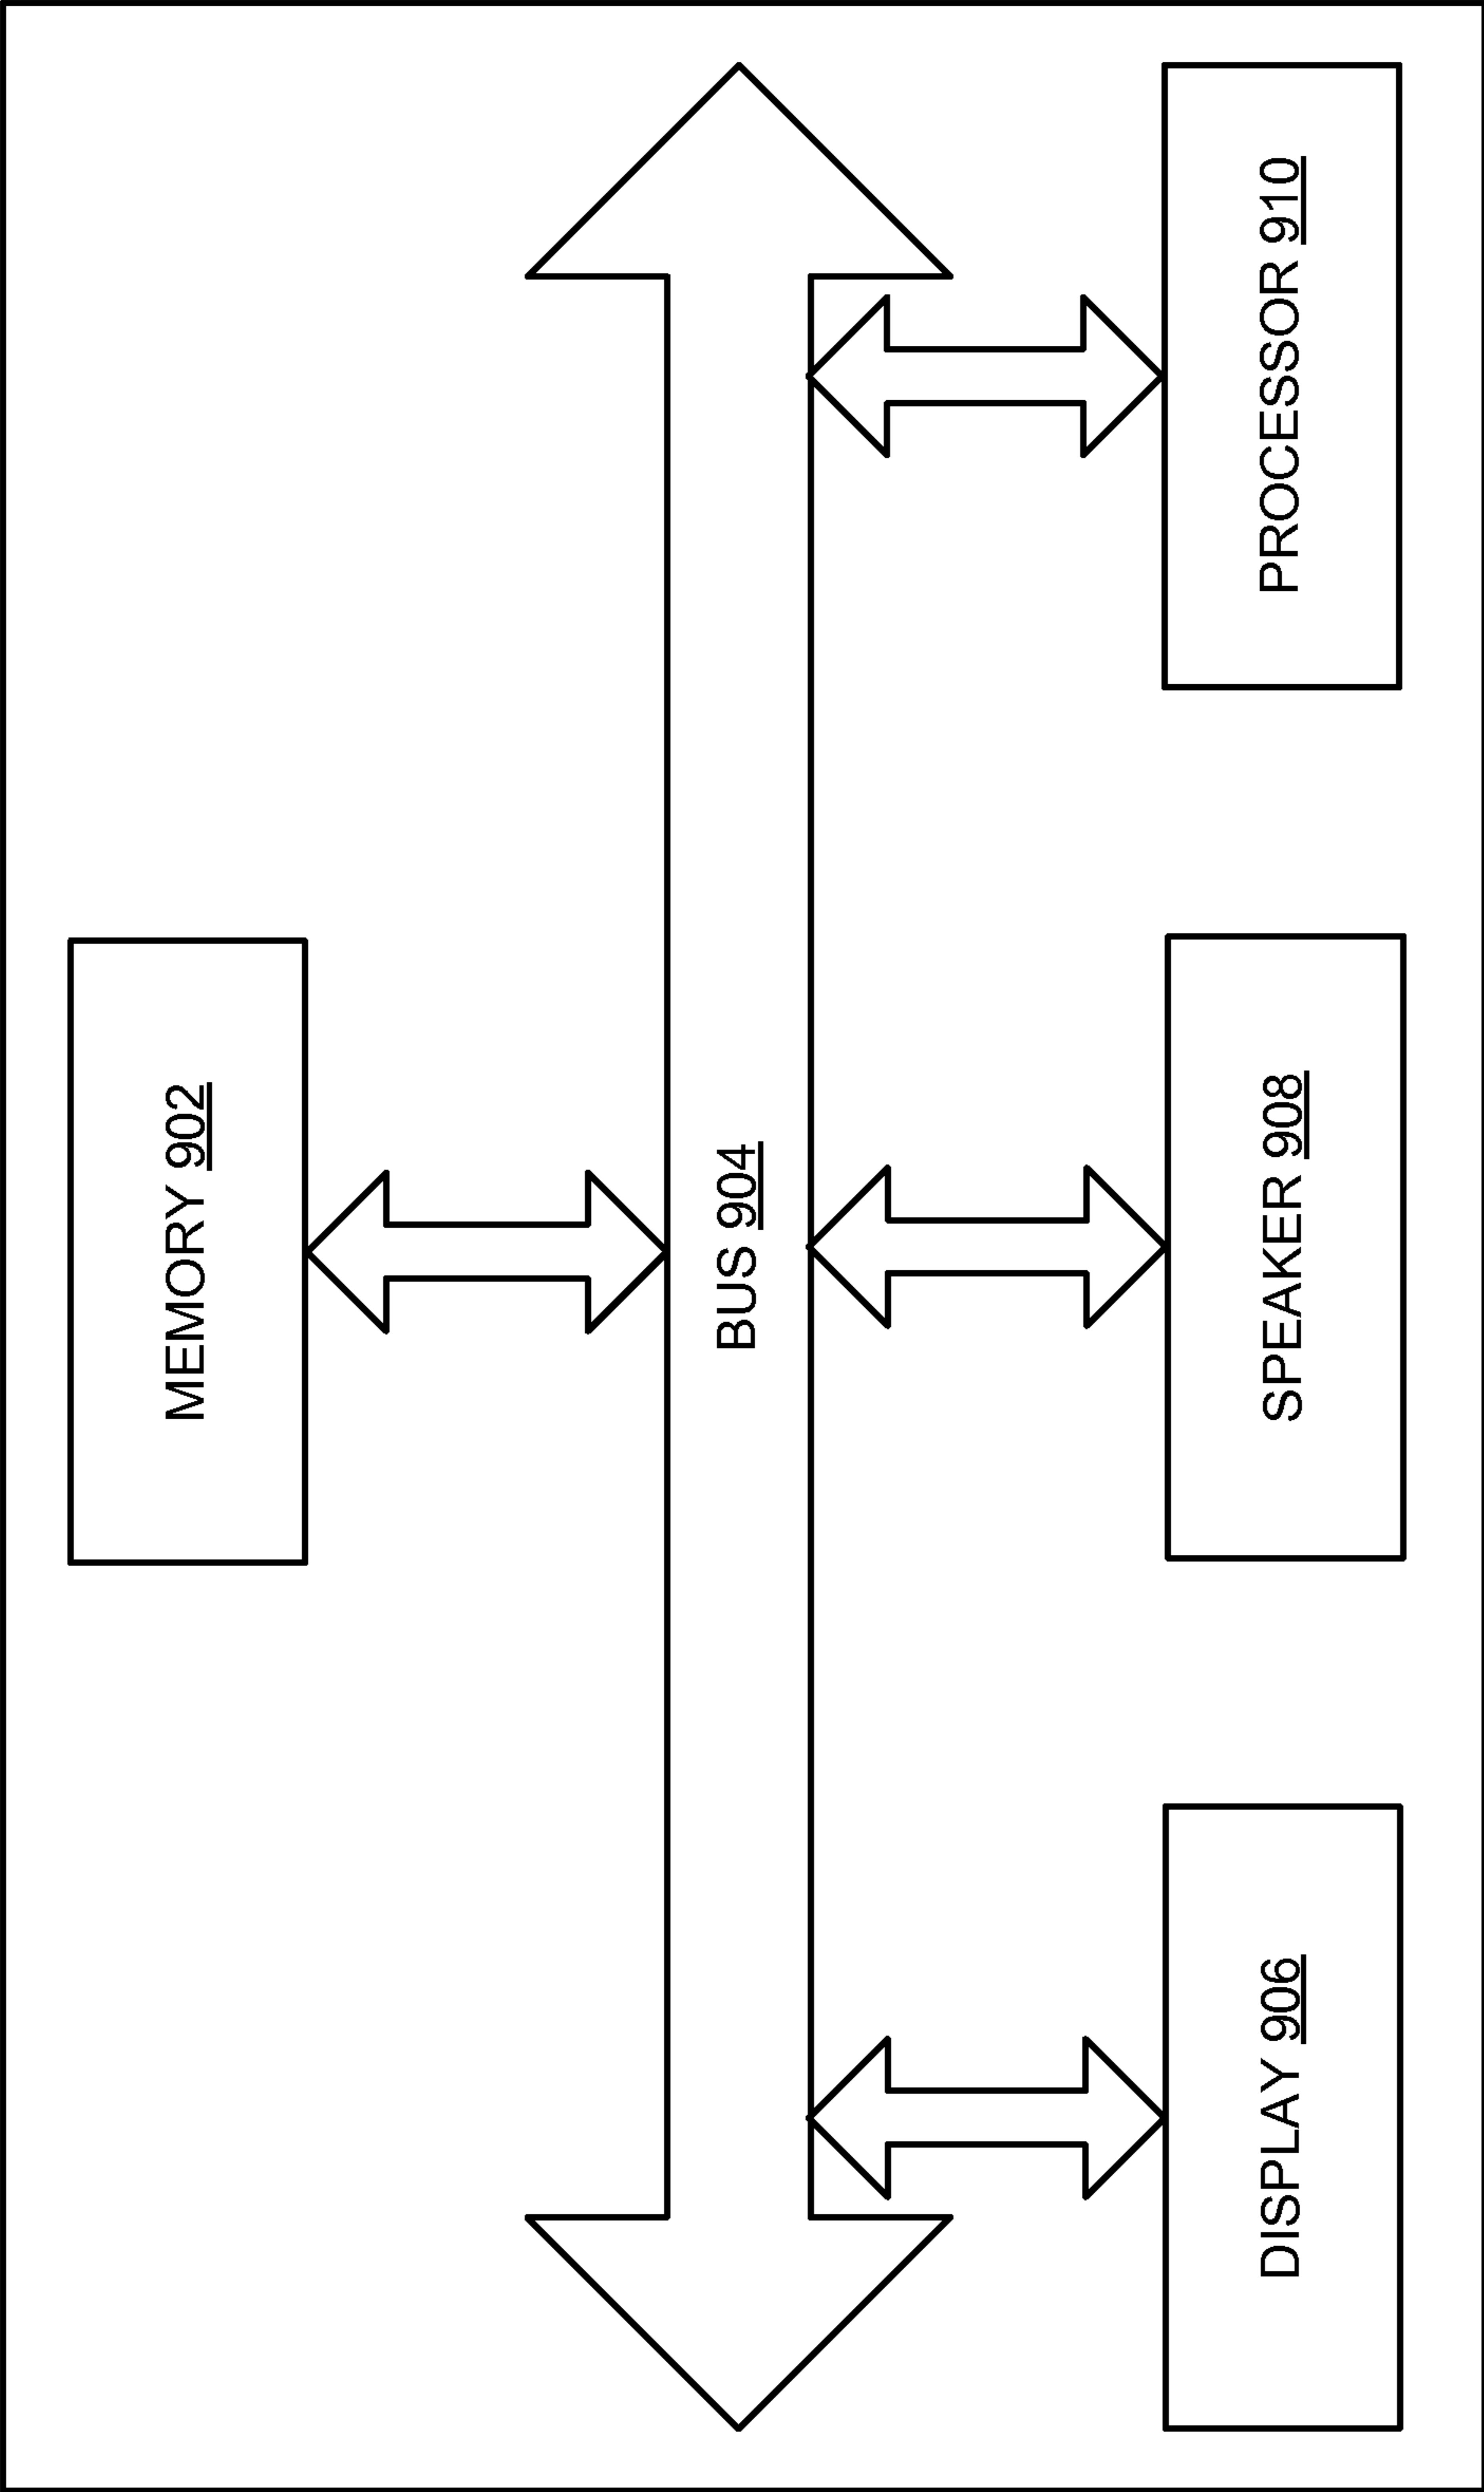 MEMORY 902
BUS 904
DISPLAY 906
SPEAKER 908
PROCESSOR 910